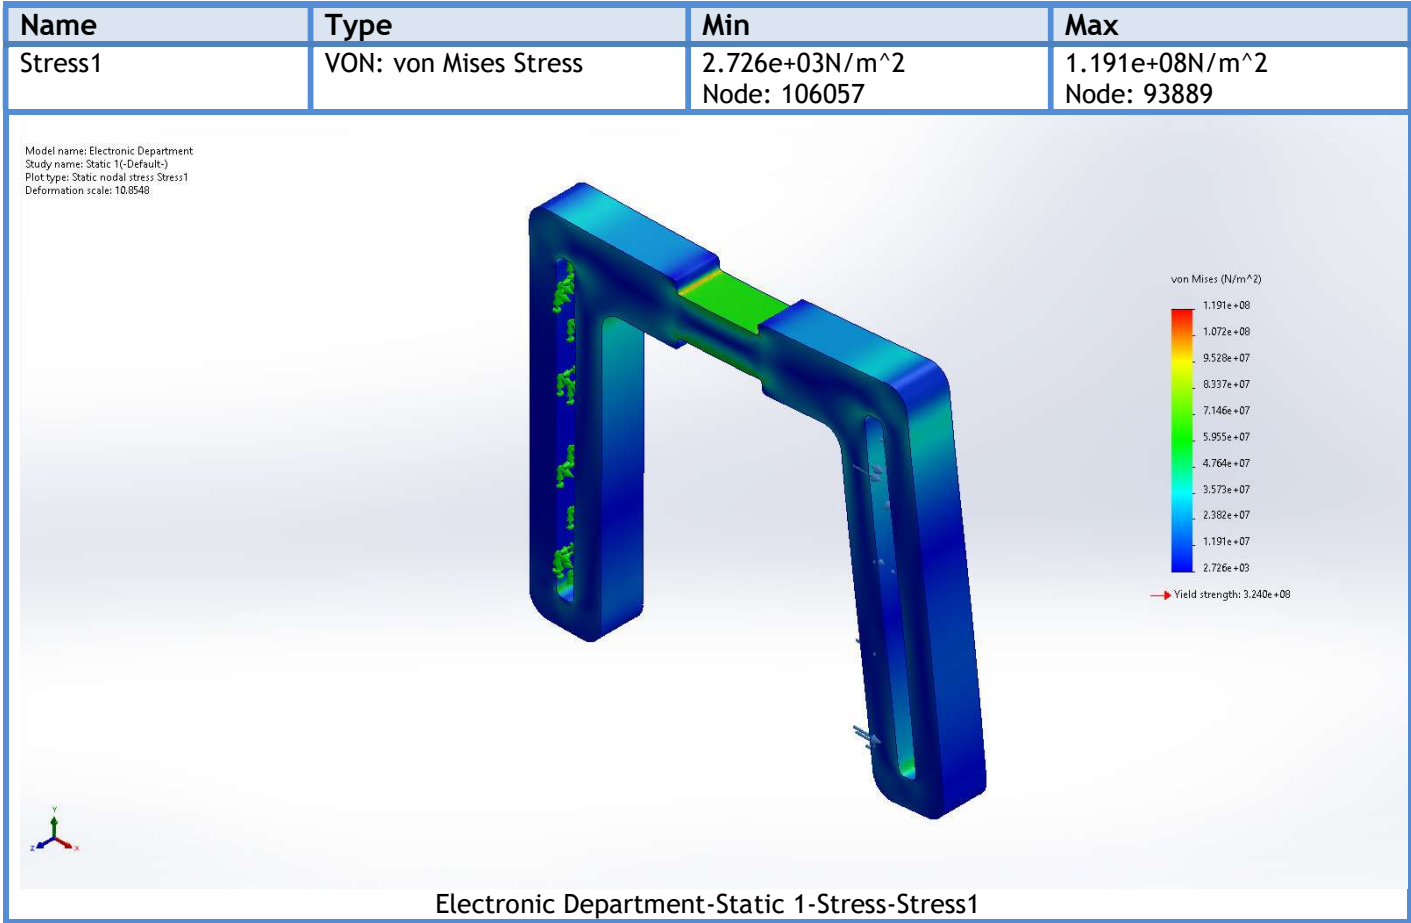 Name Type Min Max
Stress1 VON: von Mises Stress 2.726e+03N/m^2 1.191e+08N/m^2
Node: 106057 Node: 93889
Model name: Electronic Department
Study name: Static 1(-Default-)
Plot type: Static nodal stress Stress1
Deformation scale: 10.8548
von Mises (N/m^2)
1.191e+08
1.072e+08
9.528e+07
8.337e+07
7.146e+07
5.955e+07
4.764e+07
3.573e+07
2.382e+07
1.191e+07
2.726e+03
Yield strength: 3.240e+08
Y
Z X
Electronic Department-Static 1-Stress-Stress1